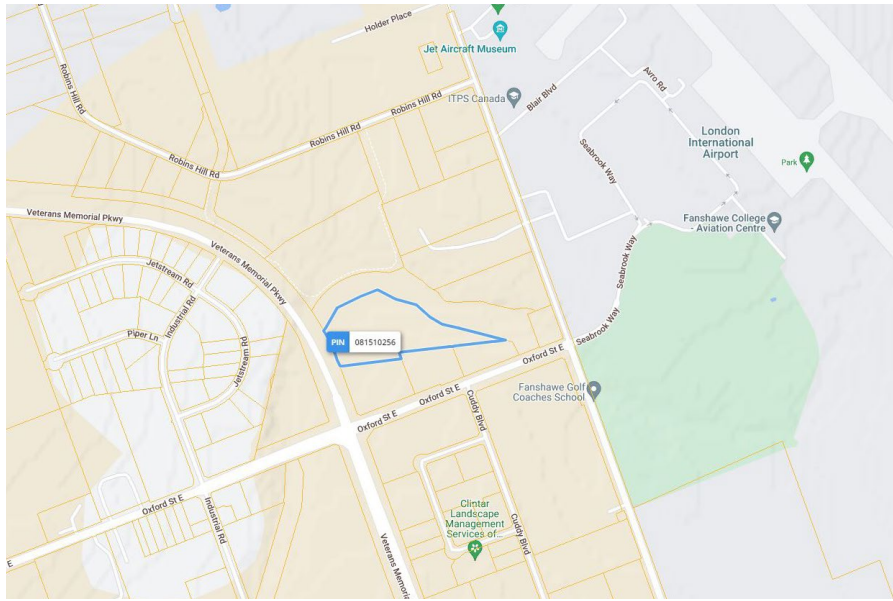 Holder Place
Jet Aircraft Museum
Robins Hill Rd
Robins Hill Rd
Robins Hill Rd
Robins Hill Rd
ITPS Canada
Blair Blvd
Avro Rd
Seabrook Way
London
International
Airport
Park
Veterans Memorial Pkwy
Veterans Memorial Pkwy
Fanshawe College
- Aviation Centre
Seabrook Way
Jetstream Rd
Industrial Rd
Piper Ln
Jetstream Rd
PIN 081510256
Seabrook Way
Oxford St E
Fanshawe Golf
Coaches School
Oxford St E
Cuddy Blvd
Oxford St E
Oxford St E
Industrial Rd
Clintar
Landscape
Management
Services of...
Cuddy Blvd
Veterans Memo
E